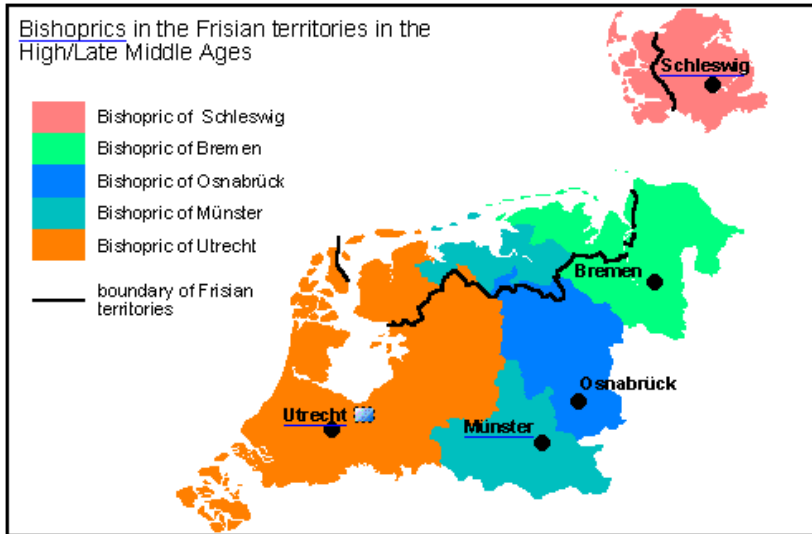 Bishoprics in the Frisian territories in the
High/Late Middle Ages
Bishopric of Schleswig
Bishopric of Bremen
Bishopric of Osnabrück
Bishopric of Münster
Bishopric of Utrecht
boundary of Frisian
territories
Schleswig
Bremen
Osnabrück
Utrecht
Münster